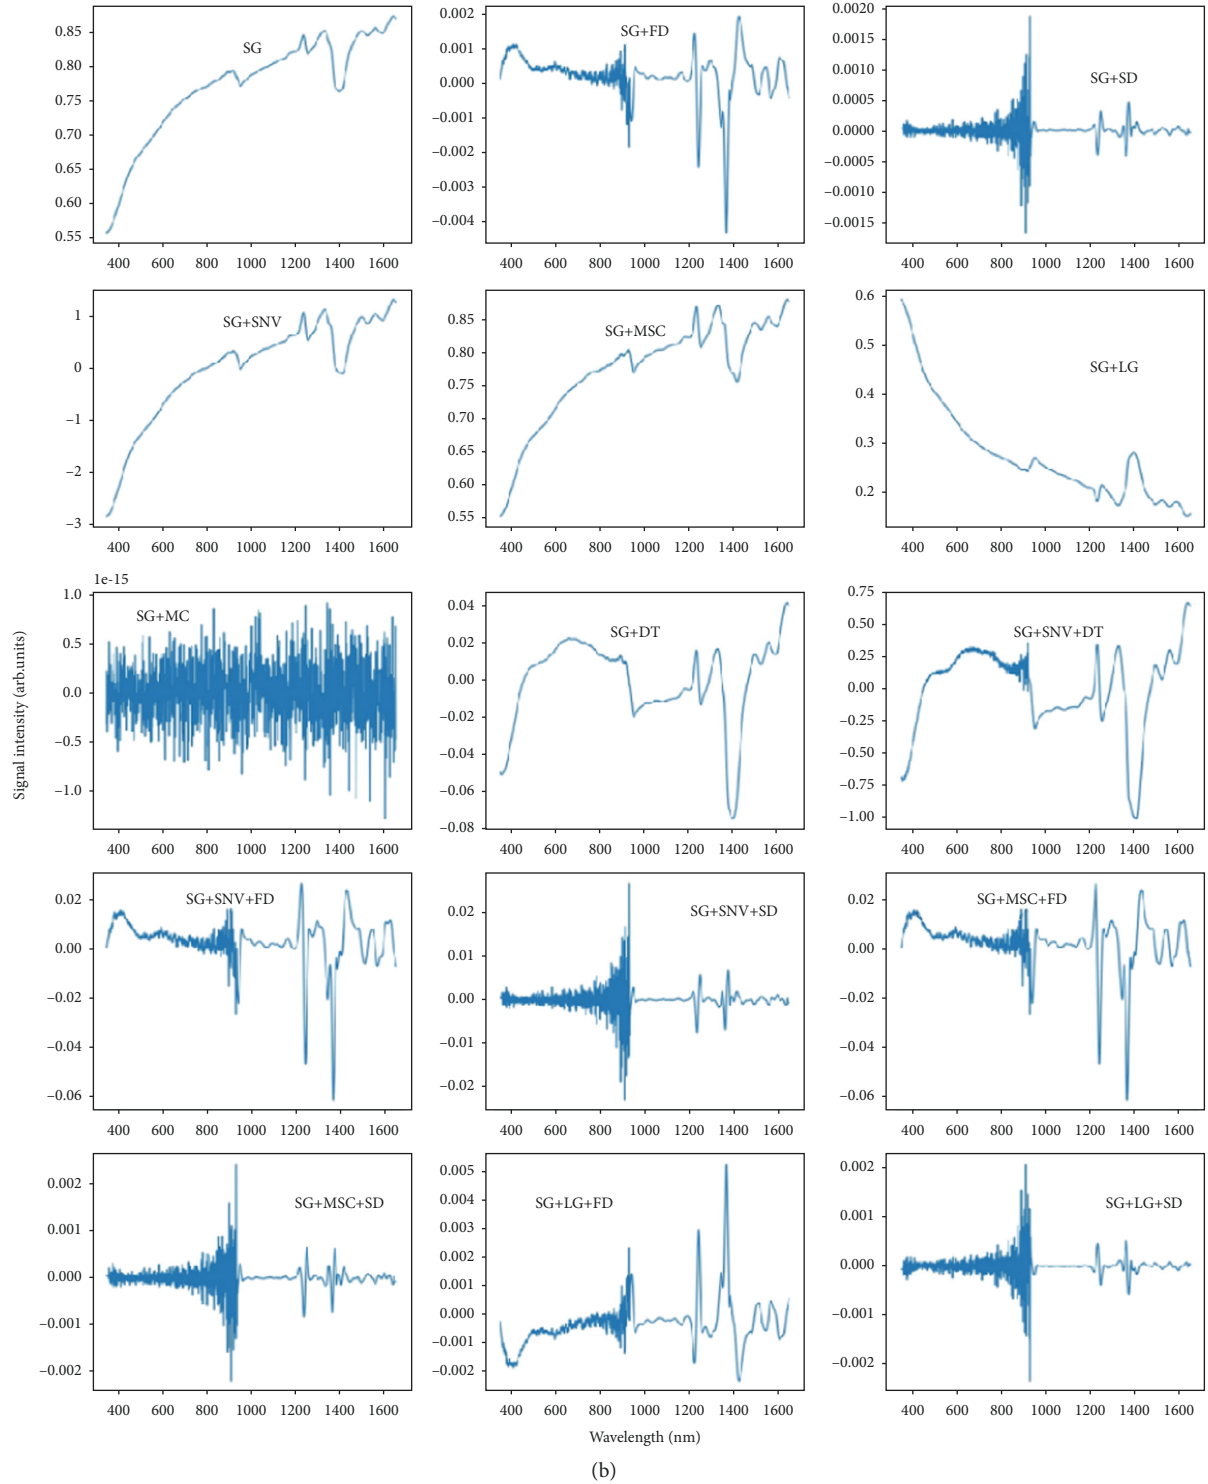 SG
0.85
0.80
0.75
0.70
0.65
0.60
0.55
400 600 800 1000 1200 1400 1600
SG+FD
0.002
0.001
0.000
−0.001
−0.002
−0.003
−0.004
400 600 800 1000 1200 1400 1600
SG+SD
0.0020
0.0015
0.0010
0.0005
0.0000
−0.0005
−0.0010
−0.0015
400 600 800 1000 1200 1400 1600
SG+SNV
1
0
−1
−2
−3
400 600 800 1000 1200 1400 1600
SG+MSC
0.85
0.80
0.75
0.70
0.65
0.60
0.55
400 600 800 1000 1200 1400 1600
SG+LG
0.6
0.5
0.4
0.3
0.2
400 600 800 1000 1200 1400 1600
Signal intensity (arb.units)
1e-15
SG+MC
1.0
0.5
0.0
−0.5
−1.0
400 600 800 1000 1200 1400 1600
SG+DT
0.04
0.02
0.00
−0.02
−0.04
−0.06
−0.08
400 600 800 1000 1200 1400 1600
SG+SNV+DT
0.75
0.50
0.25
0.00
−0.25
−0.50
−0.75
−1.00
400 600 800 1000 1200 1400 1600
SG+SNV+FD
0.02
0.00
−0.02
−0.04
−0.06
400 600 800 1000 1200 1400 1600
SG+SNV+SD
0.02
0.01
0.00
−0.01
−0.02
400 600 800 1000 1200 1400 1600
SG+MSC+FD
0.02
0.00
−0.02
−0.04
−0.06
400 600 800 1000 1200 1400 1600
SG+MSC+SD
0.002
0.001
0.000
−0.001
−0.002
400 600 800 1000 1200 1400 1600
SG+LG+FD
0.005
0.004
0.003
0.002
0.001
0.000
−0.001
−0.002
400 600 800 1000 1200 1400 1600
SG+LG+SD
0.002
0.001
0.000
−0.001
−0.002
400 600 800 1000 1200 1400 1600
Wavelength (nm)
(b)